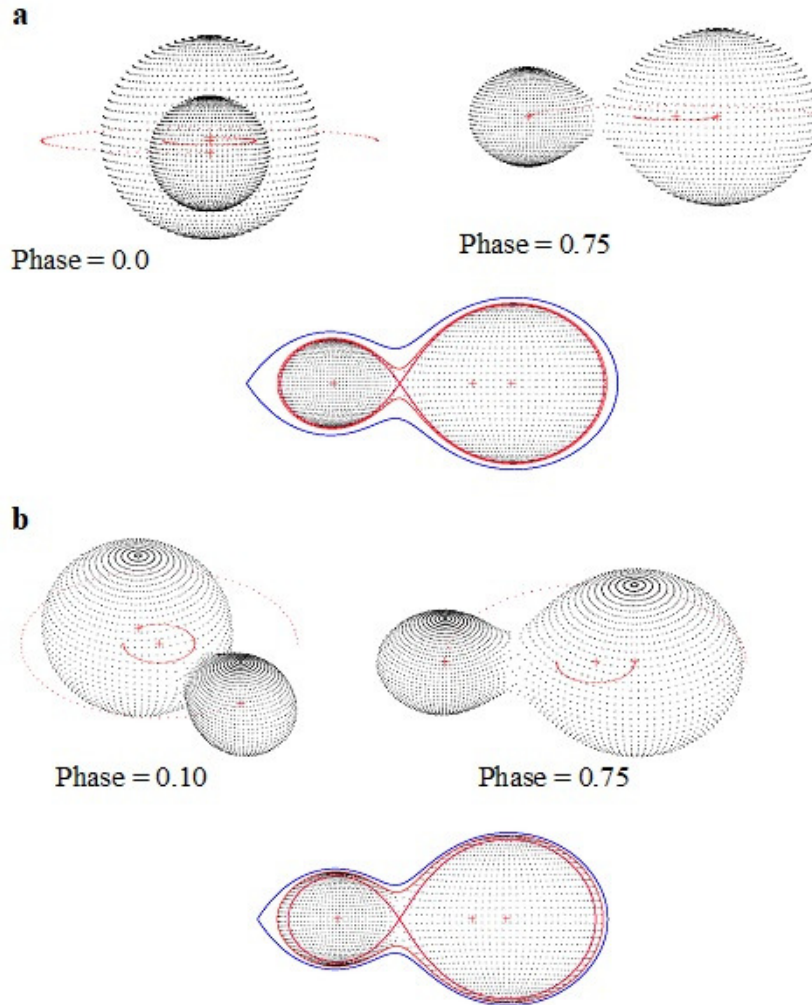 a
Phase = 0.0
Phase = 0.75
b
Phase = 0.10
Phase = 0.75